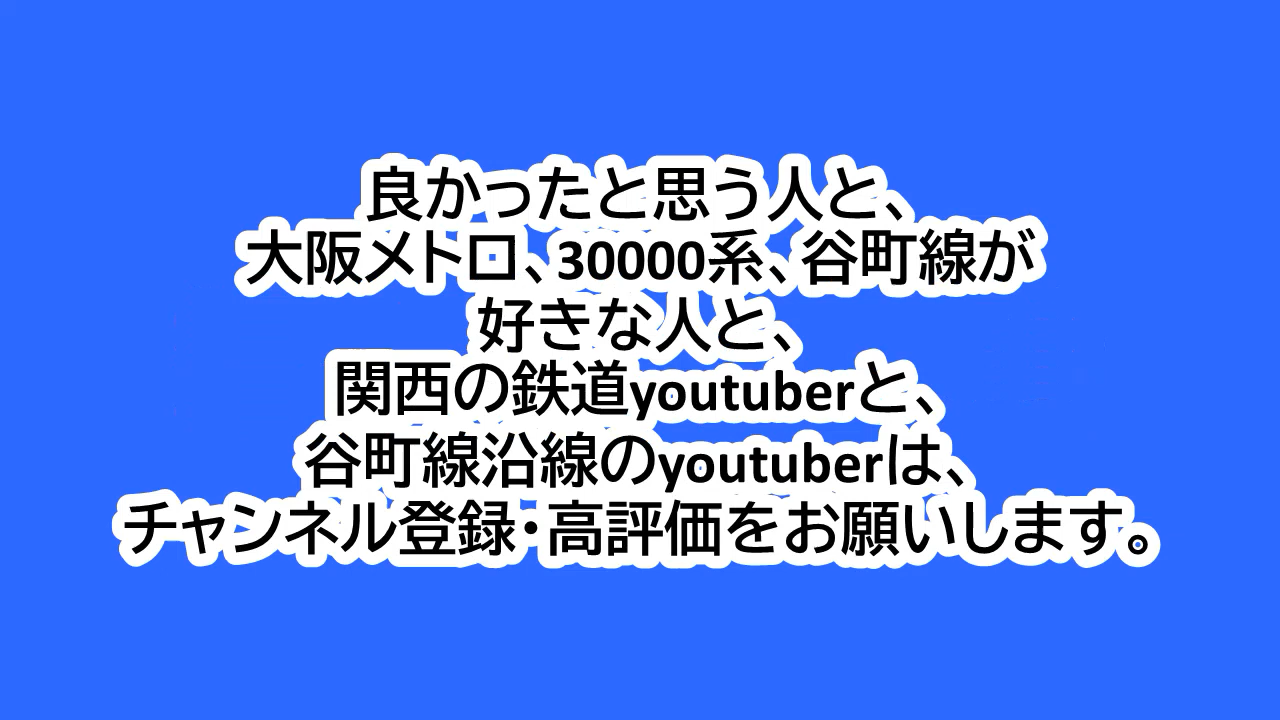 良かったと思う人と、
大阪メトロ、30000系、谷町線が
好きな人と、
関西の鉄道youtuberと、
谷町線沿線のyoutuberは、
チャンネル登録・高評価をお願いします。